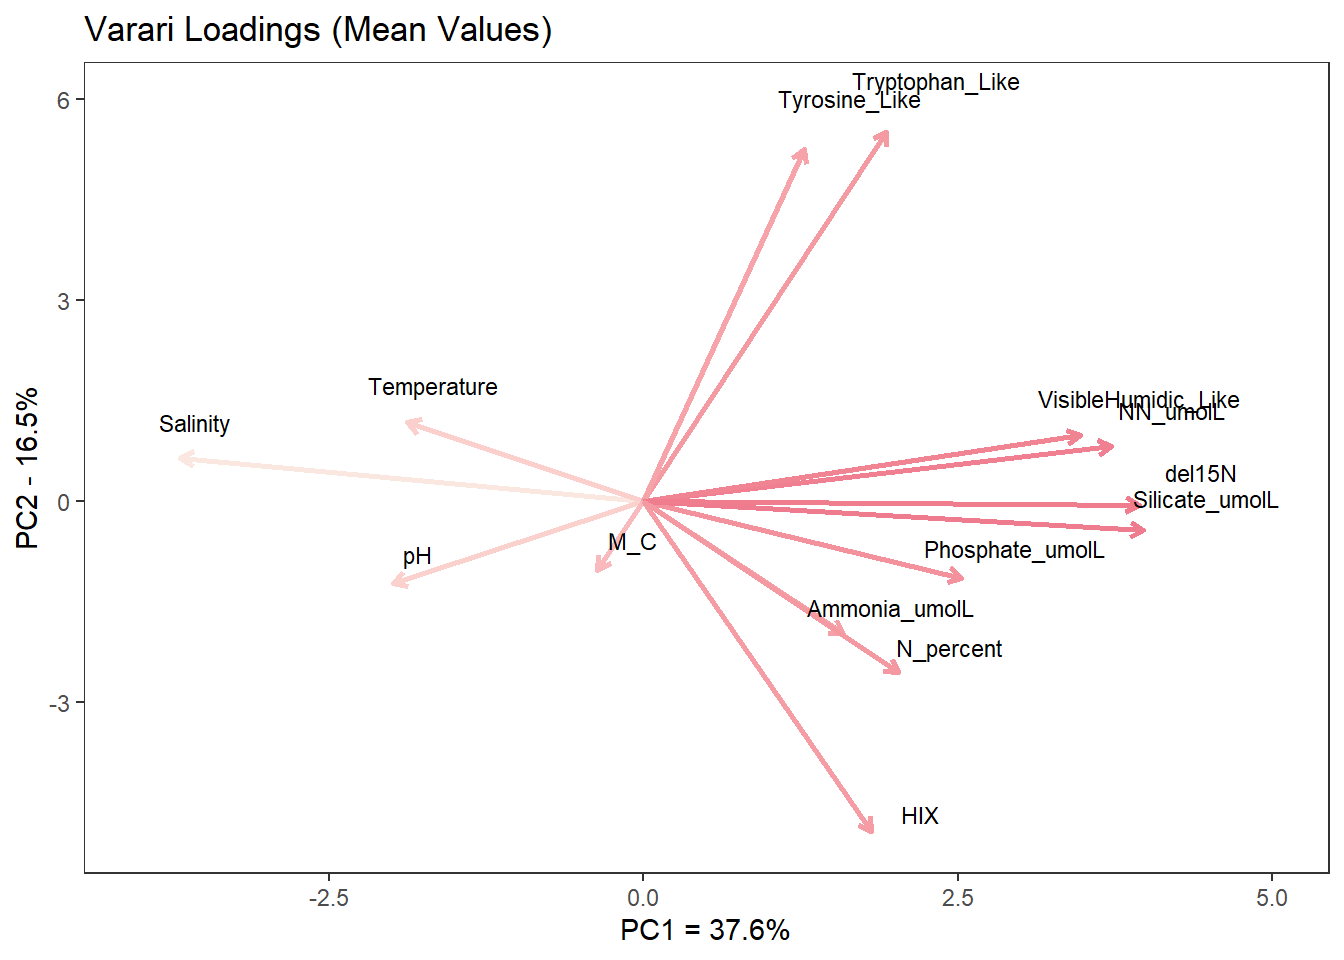 Varari Loadings (Mean Values)
6
3
0
-3
PC2 - 16.5%
Tryptophan_Like
Tyrosine_Like
Temperature
Salinity
VisibleHumidic_Like
NN_umolL
del15N
Silicate_umolL
M_C
pH
Phosphate_umolL
Ammonia_umolL
N_percent
HIX
-2.5
0.0
2.5
5.0
PC1 = 37.6%